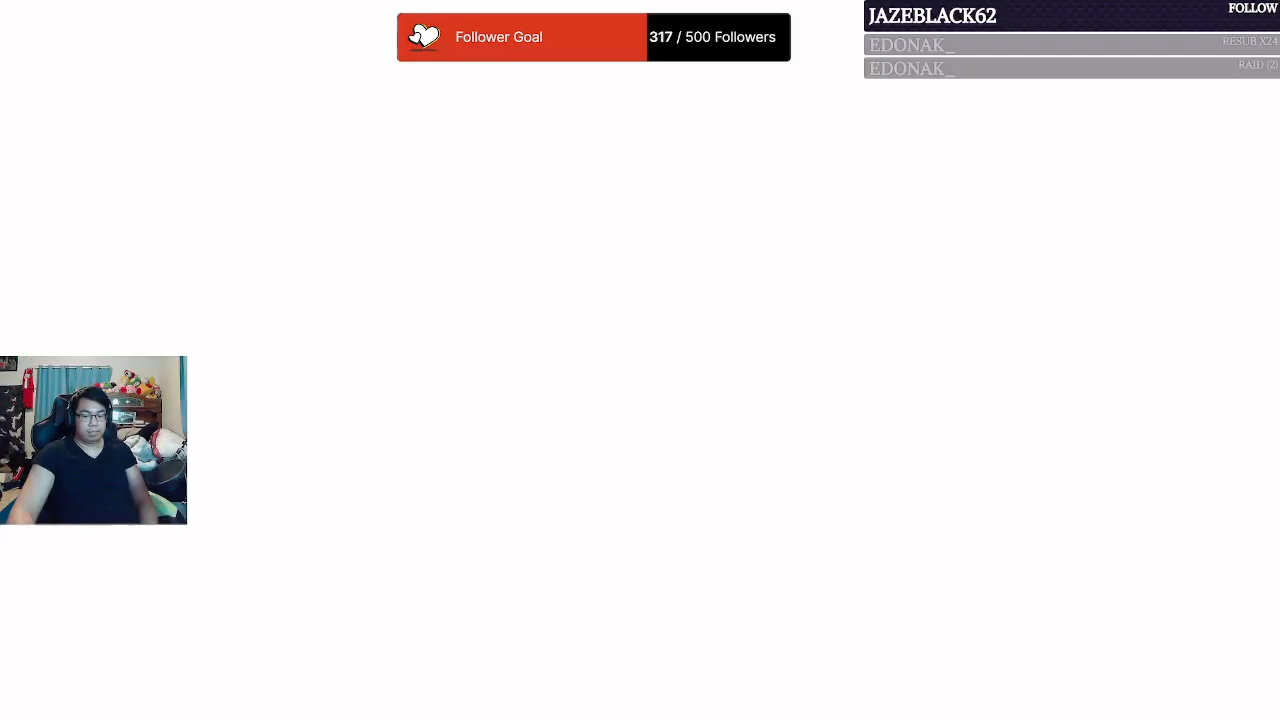 Follower Goal
317 / 500 Followers
JAZEBLACK62
FOLLOW
EDONAK_
RESUB X24
EDONAK_
RAID (2)